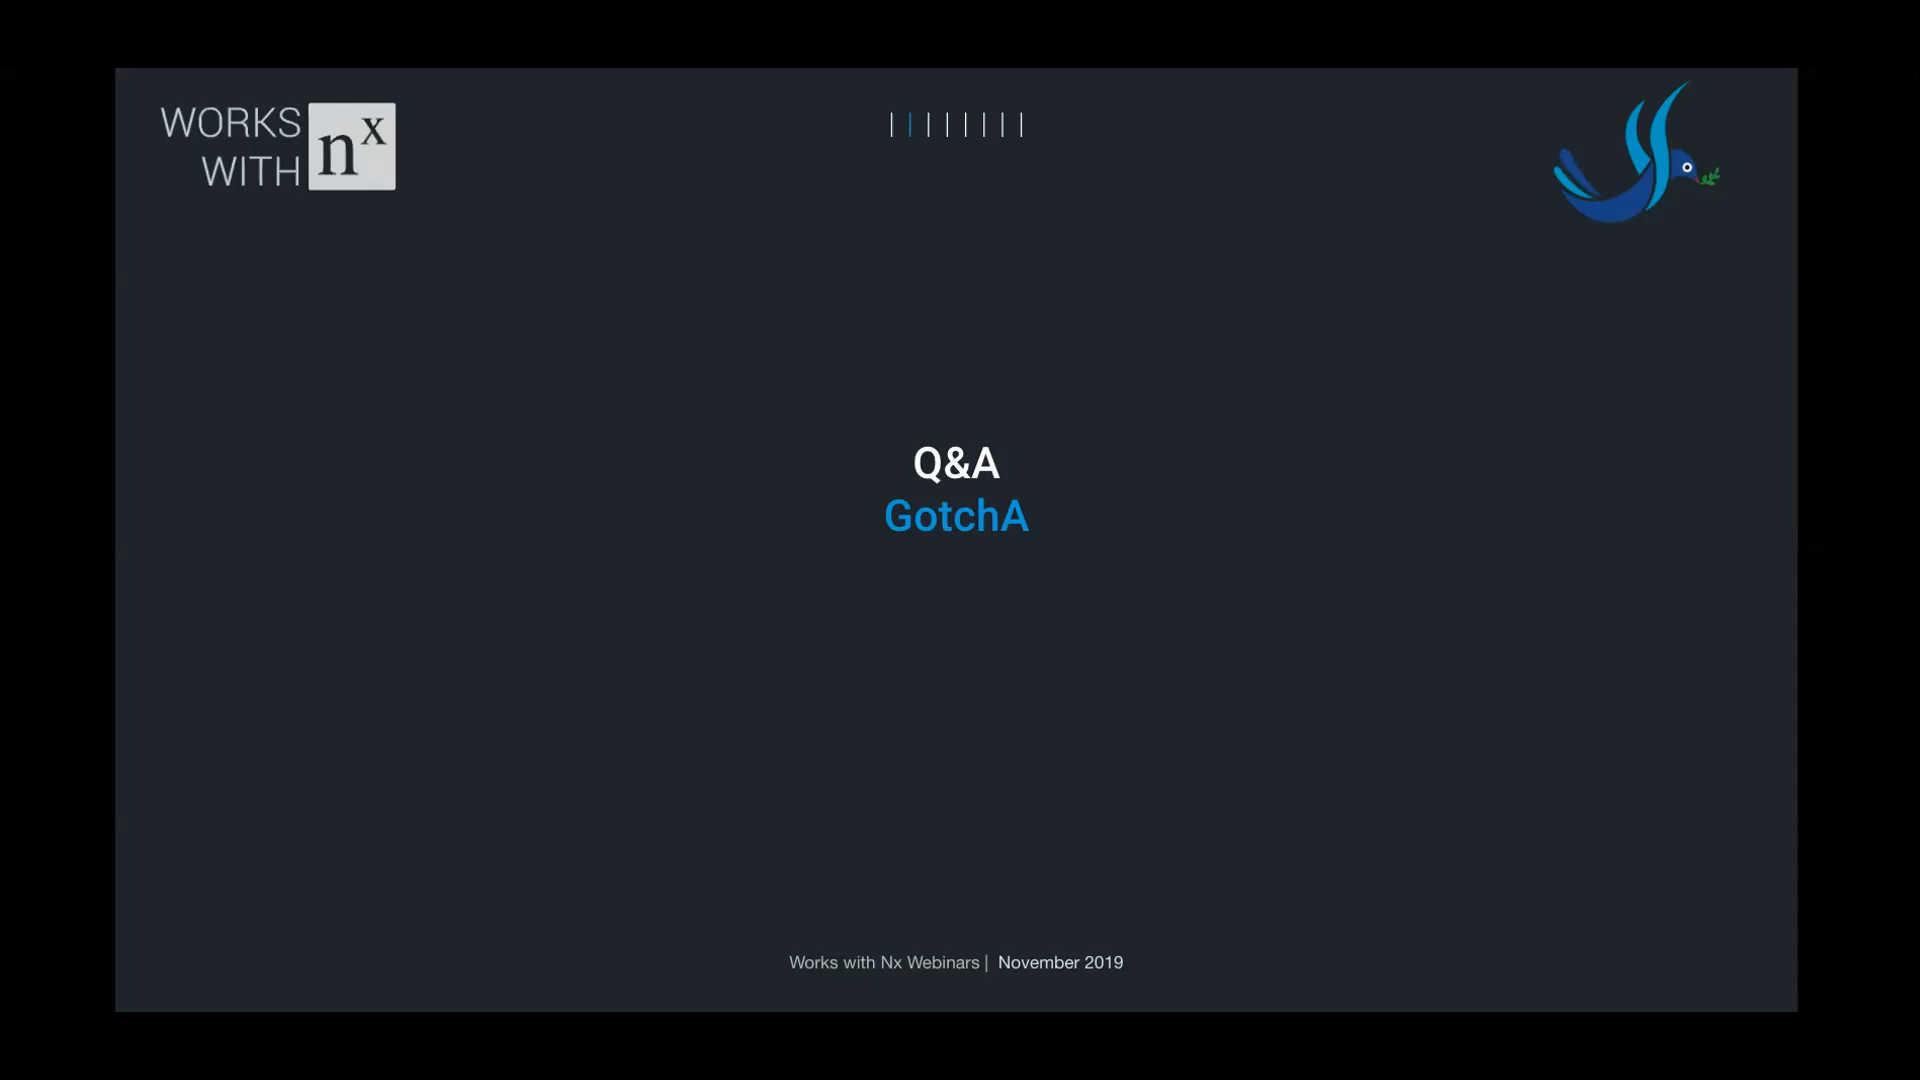 WORKS
WITH
nx
Q&A
GotchA
Works with Nx Webinars | November 2019